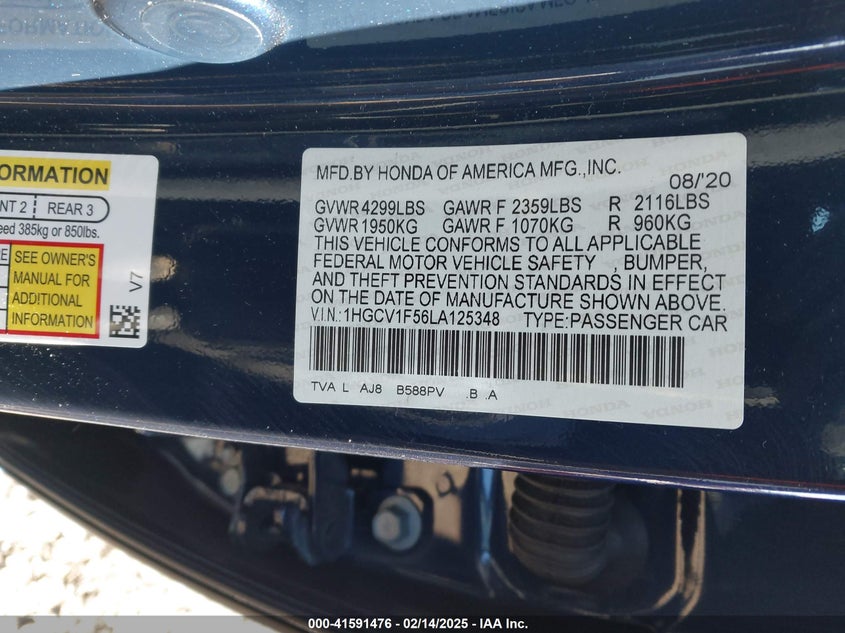 ORMATION
NT 2 REAR 3
eed 385kg or 850lbs.
SEE OWNER'S
MANUAL FOR
ADDITIONAL
INFORMATION
V7
MFD.BY HONDA OF AMERICA MFG.,INC.
08/'20
GVWR 4299LBS GAWR F 2359LBS R 2116LBS
GVWR 1950KG GAWR F 1070KG R 960KG
THIS VEHICLE CONFORMS TO ALL APPLICABLE
FEDERAL MOTOR VEHICLE SAFETY , BUMPER,
AND THEFT PREVENTION STANDARDS IN EFFECT
ON THE DATE OF MANUFACTURE SHOWN ABOVE.
V.I.N.: 1HGCV1F56LA125348 TYPE:PASSENGER CAR
TVA L AJ8 B588PV .B .A
000-41591476 - 02/14/2025 - IAA Inc.